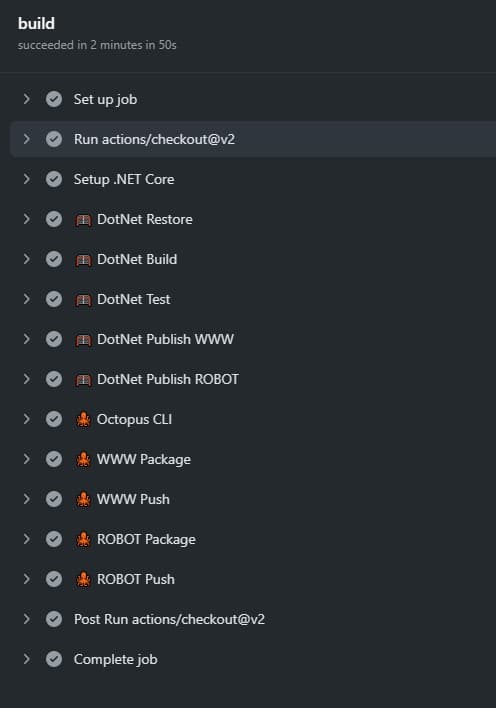 build
succeeded in 2 minutes in 50s
Set up job
Run actions/checkout@v2
Setup .NET Core
DotNet Restore
DotNet Build
DotNet Test
DotNet Publish WWW
DotNet Publish ROBOT
Octopus CLI
WWW Package
WWW Push
ROBOT Package
ROBOT Push
Post Run actions/checkout@v2
Complete job